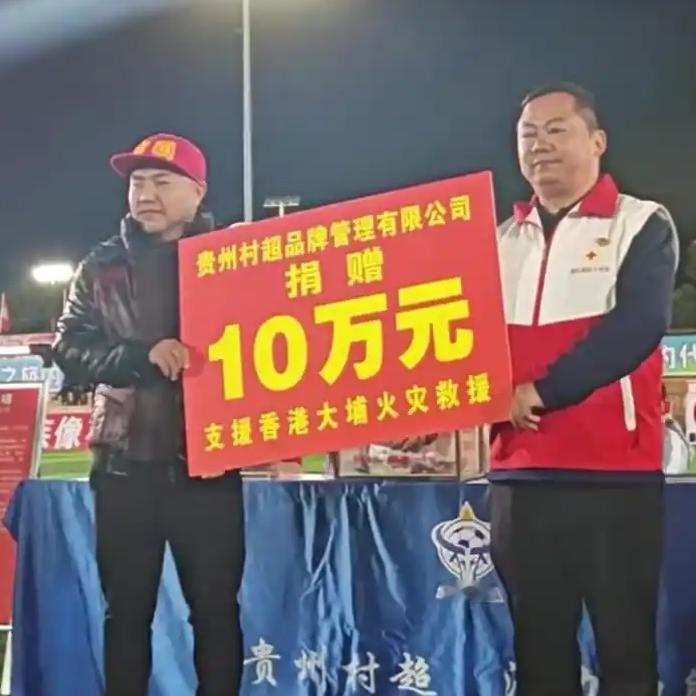 贵州村超品牌管理有限公司
捐赠
10万元
支援香港大埔火灾救援
贵州村超